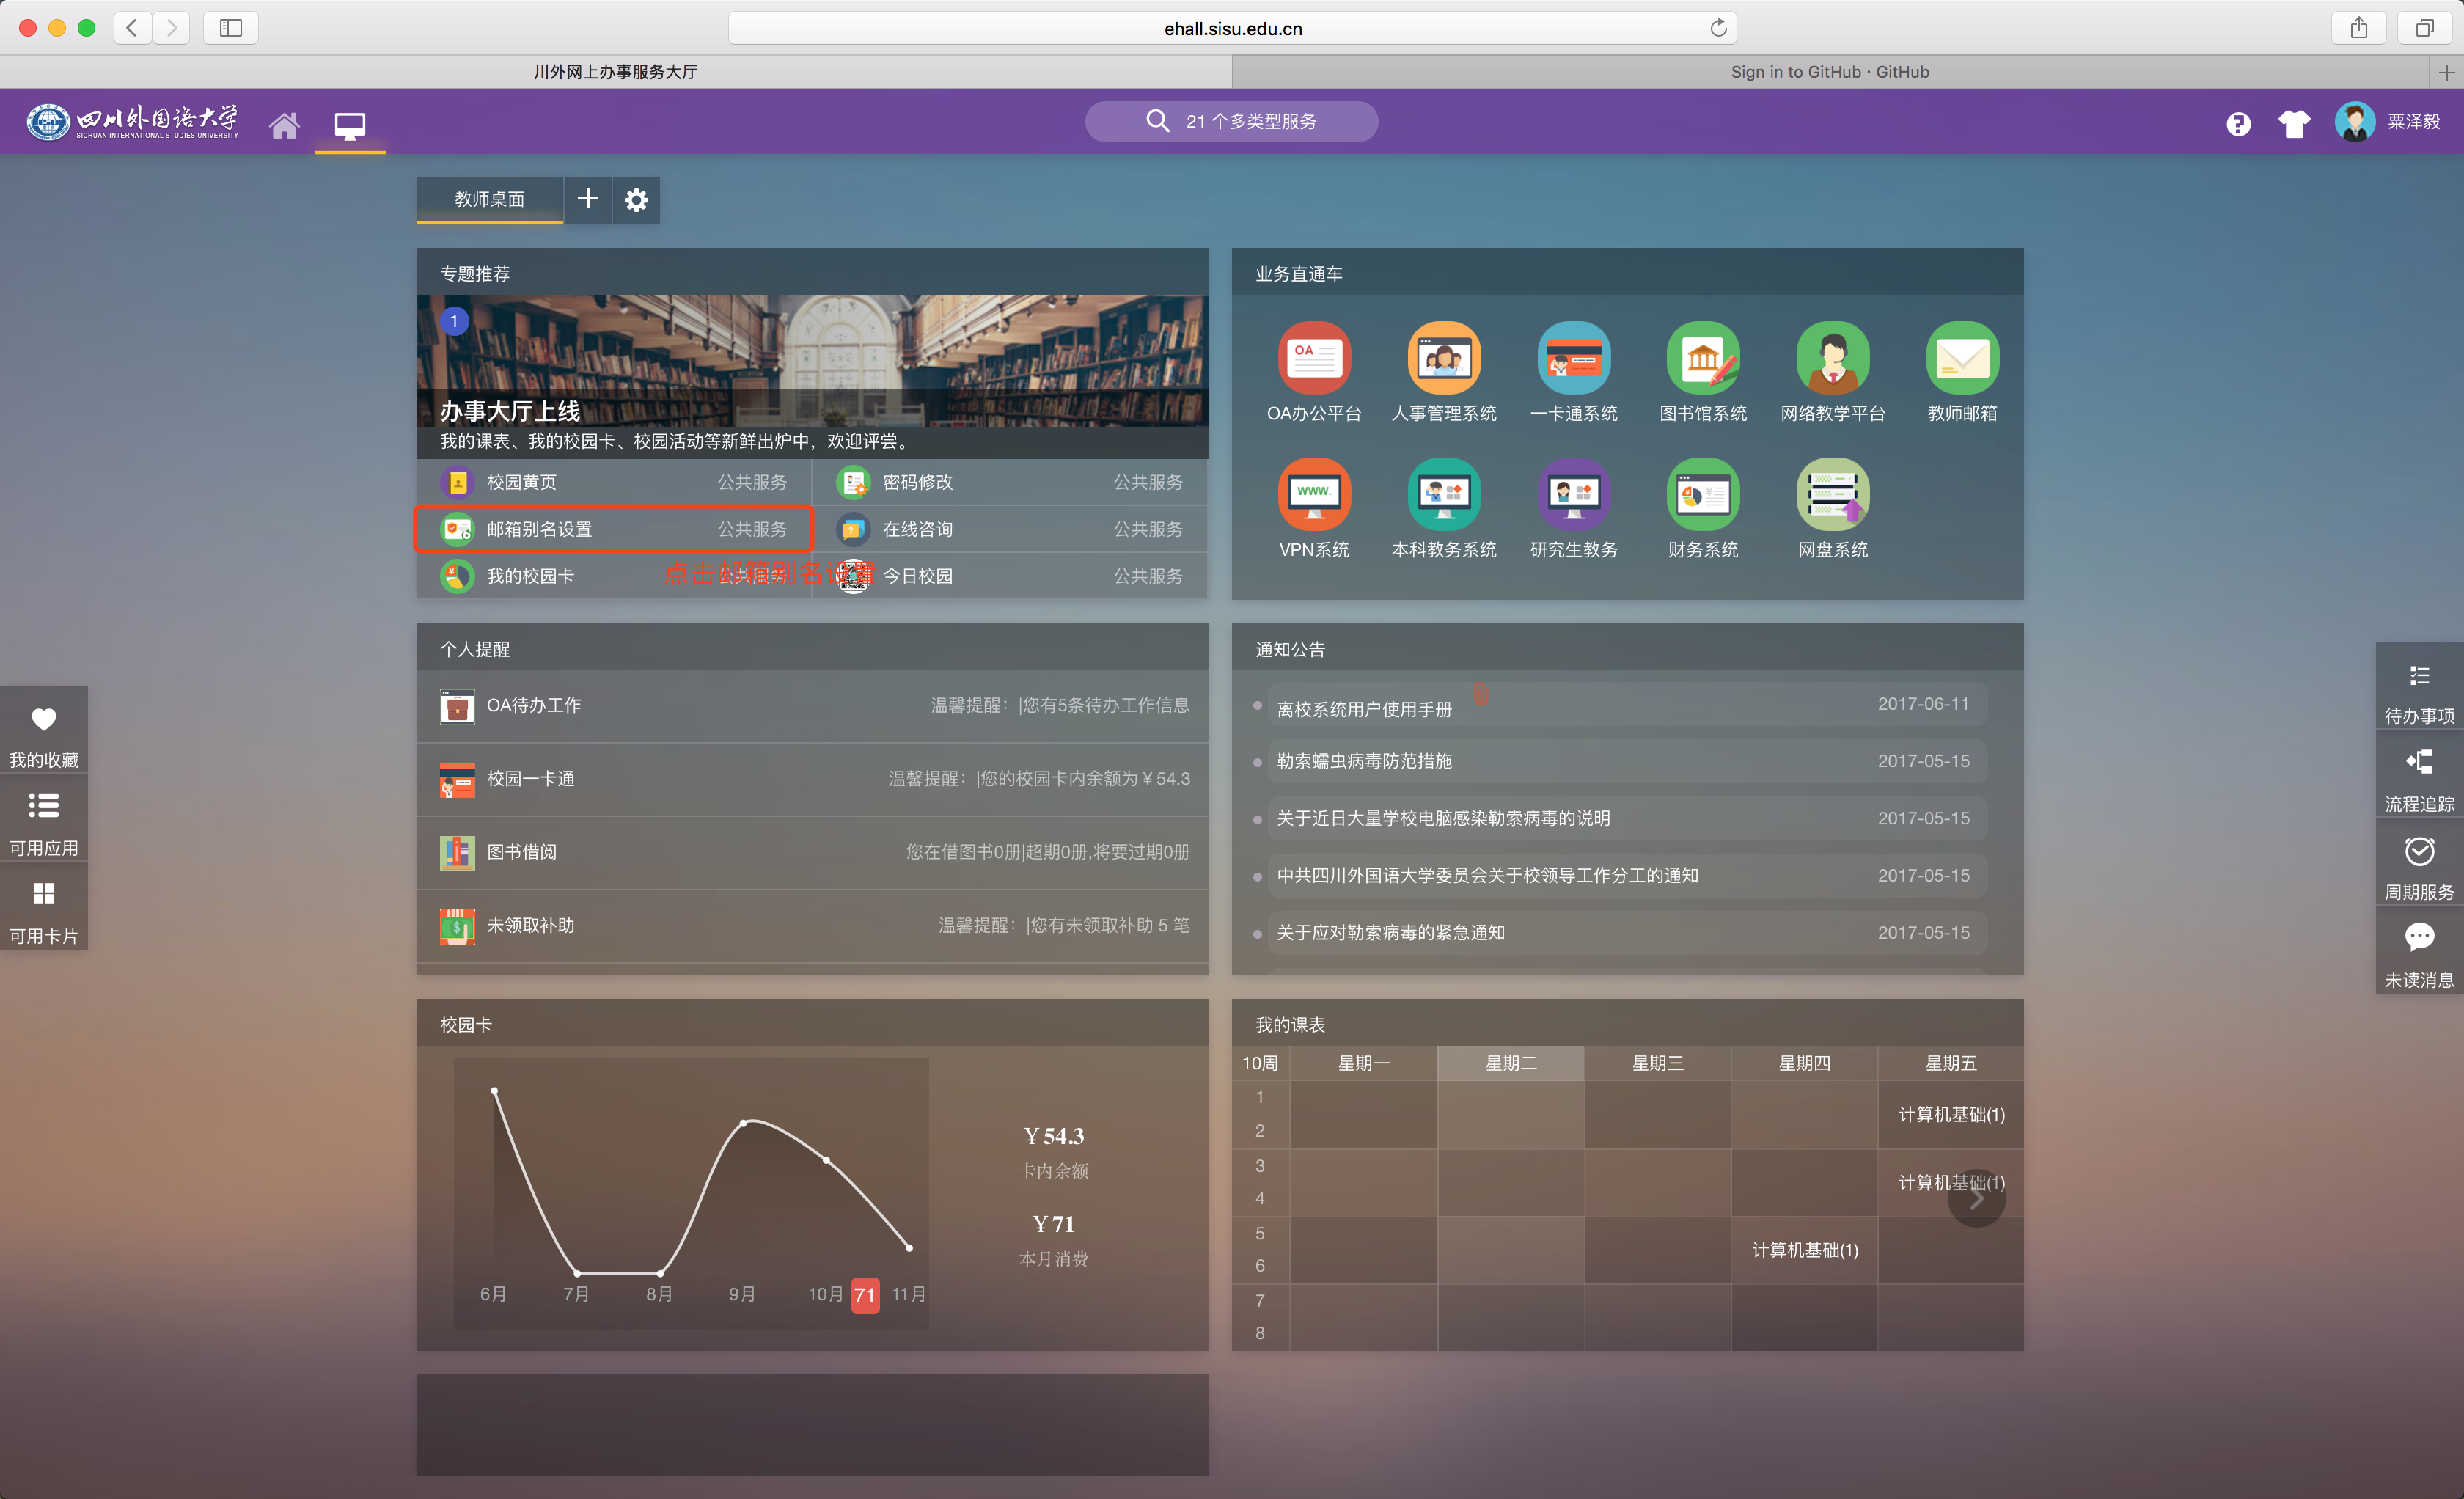 ehall.sisu.edu.cn
川外网上办事服务大厅
Sign in to GitHub · GitHub
四川外国语大学
SICHUAN INTERNATIONAL STUDIES UNIVERSITY
21 个多类型服务
粟泽毅
教师桌面
专题推荐
1
办事大厅上线
我的课表、我的校园卡、校园活动等新鲜出炉中，欢迎评尝。
校园黄页 公共服务
密码修改 公共服务
邮箱别名设置 公共服务
在线咨询 公共服务
我的校园卡 公共服务
点击邮箱别名设置
今日校园 公共服务
业务直通车
OA
OA办公平台
人事管理系统
一卡通系统
图书馆系统
网络教学平台
教师邮箱
www.
VPN系统
本科教务系统
研究生教务
财务系统
网盘系统
个人提醒
OA待办工作 温馨提醒：|您有5条待办工作信息
校园一卡通 温馨提醒：|您的校园卡内余额为￥54.3
图书借阅 您在借图书0册|超期0册,将要过期0册
未领取补助 温馨提醒：|您有未领取补助 5 笔
通知公告
离校系统用户使用手册 2017-06-11
勒索蠕虫病毒防范措施 2017-05-15
关于近日大量学校电脑感染勒索病毒的说明 2017-05-15
中共四川外国语大学委员会关于校领导工作分工的通知 2017-05-15
关于应对勒索病毒的紧急通知 2017-05-15
我的收藏
可用应用
可用卡片
待办事项
流程追踪
周期服务
未读消息
校园卡
6月 7月 8月 9月 10月 71 11月
￥54.3
卡内余额
￥71
本月消费
我的课表
10周 星期一 星期二 星期三 星期四 星期五
1
计算机基础(1)
2
3
计算机基础(1)
4
5
计算机基础(1)
6
7
8